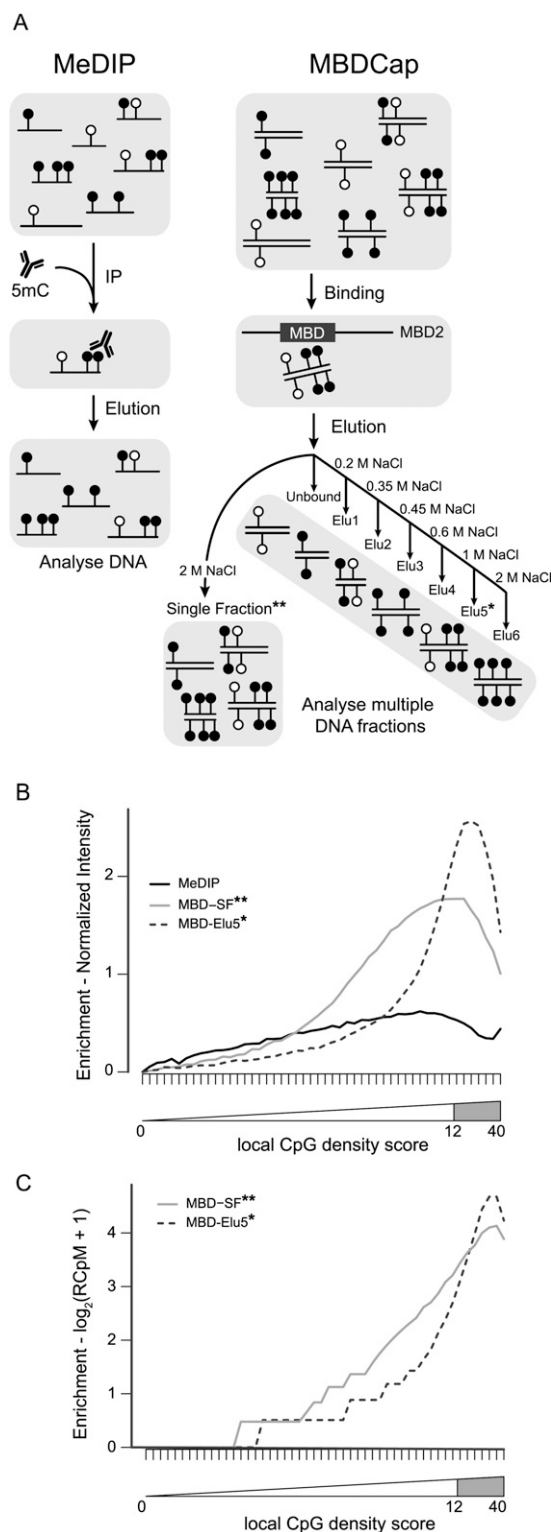 A
MeDIP
MBDCap
5mC
IP
Binding
MBD
MBD2
Elution
Elution
Analyse DNA
0.2 M NaCl
0.35 M NaCl
0.45 M NaCl
0.6 M NaCl
1 M NaCl
2 M NaCl
Unbound
Elu1
Elu2
Elu3
Elu4
Elu5*
Elu6
2 M NaCl
Single Fraction**
Analyse multiple
DNA fractions
B
Enrichment - Normalized Intensity
2
1
0
MeDIP
MBD-SF**
MBD-Elu5*
0
12
40
local CpG density score
C
Enrichment - log2(RCpM + 1)
4
3
2
1
0
MBD-SF**
MBD-Elu5*
0
12
40
local CpG density score